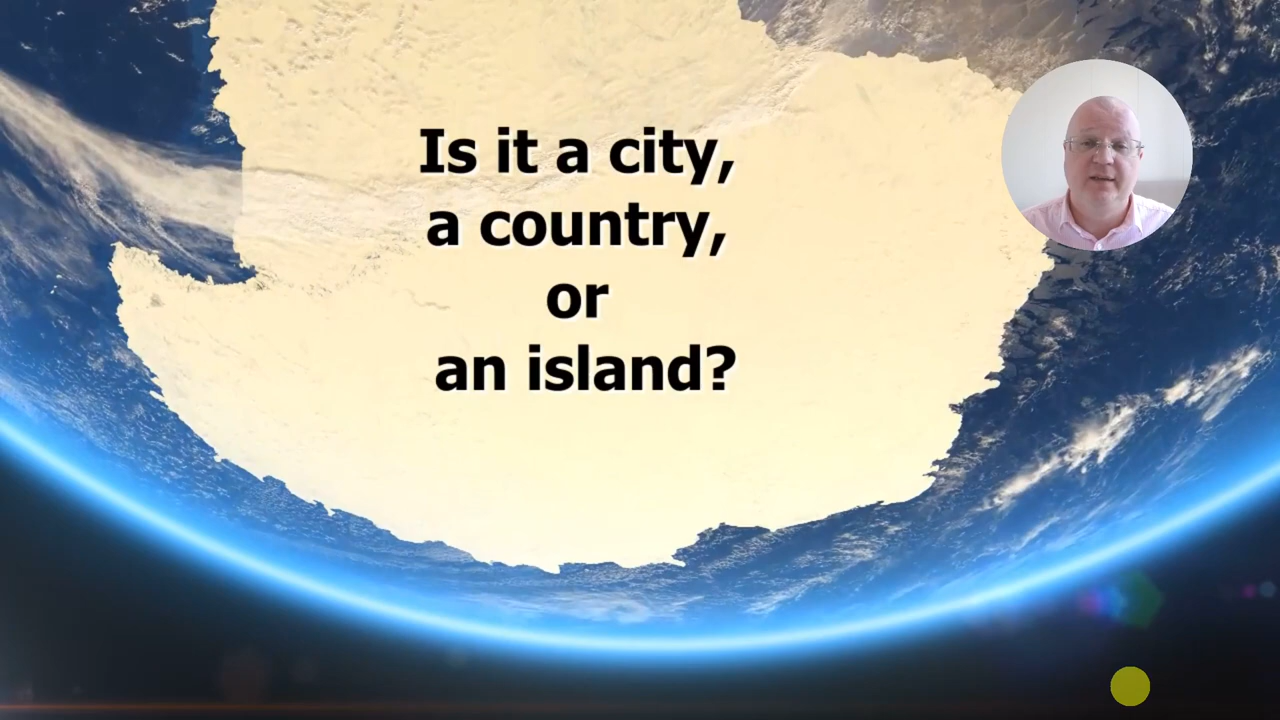 Is it a city,
a country,
or
an island?